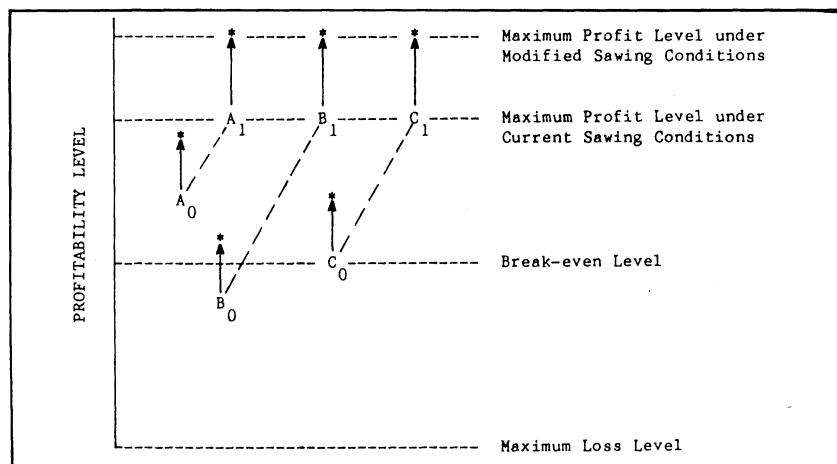 * * * Maximum Profit Level under
Modified Sawing Conditions
A1 B1 C1 Maximum Profit Level under
Current Sawing Conditions
*
A0
*
*
C0 Break-even Level
B0
PROFITABILITY LEVEL
Maximum Loss Level